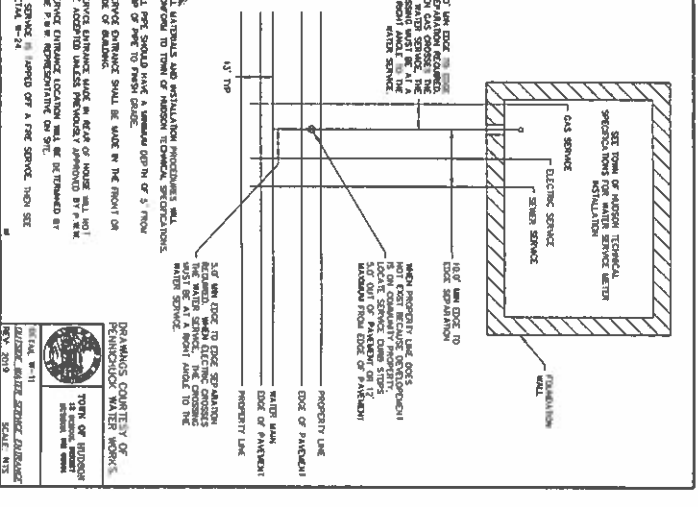 SEE TOWN OF HUDSON TECHNICAL
SPECIFICATIONS FOR WATER SERVICE METER
INSTALLATION
GAS SERVICE
ELECTRIC SERVICE
SEWER SERVICE
FOUNDATION
WALL
MIN EDGE TO EDGE
SEPARATION REQUIRED.
WHEN GAS CROSSES THE
WATER SERVICE, THE
CROSSING MUST BE AT A
RIGHT ANGLE TO THE
WATER SERVICE.
10.0' MIN EDGE TO
EDGE SEPARATION
WHEN PROPERTY LINE DOES
NOT EXIST BECAUSE DEVELOPMENT
IS ON COMMUNITY PROPERTY,
LOCATE SERVICE CURB STOPS
5.0' OUT OF PAVEMENT OR 12'
MAXIMUM FROM EDGE OF PAVEMENT
PROPERTY LINE
EDGE OF PAVEMENT
WATER MAIN
EDGE OF PAVEMENT
PROPERTY LINE
13' TYP
5.0' MIN EDGE TO EDGE SEPARATION
REQUIRED. WHEN ELECTRIC CROSSES
THE WATER SERVICE, THE CROSSING
MUST BE AT A RIGHT ANGLE TO THE
WATER SERVICE.
MATERIALS AND INSTALLATION PROCEDURES WILL
CONFORM TO TOWN OF HUDSON TECHNICAL SPECIFICATIONS.
PIPE SHOULD HAVE A MINIMUM DEPTH OF 5' FROM
OF PIPE TO FINISH GRADE.
ENTRANCE SHALL BE MADE IN THE FRONT OR
OF BUILDING.
ENTRANCE MADE IN REAR OF HOUSE WILL NOT
ACCEPTED UNLESS PREVIOUSLY APPROVED BY P.W.W.
ENTRANCE LOCATION WILL BE DETERMINED BY
P.W.W. REPRESENTATIVE ON SITE.
SERVICE IS TAPPED OFF A FIRE SERVICE THEN SEE
W-24.
DRAWINGS COURTESY OF
PENNICHUCK WATER WORKS
TOWN OF HUDSON
DETAIL W-11
OUTSIDE WATER SERVICE ENTRANCE
REV. 2019 SCALE: NTS